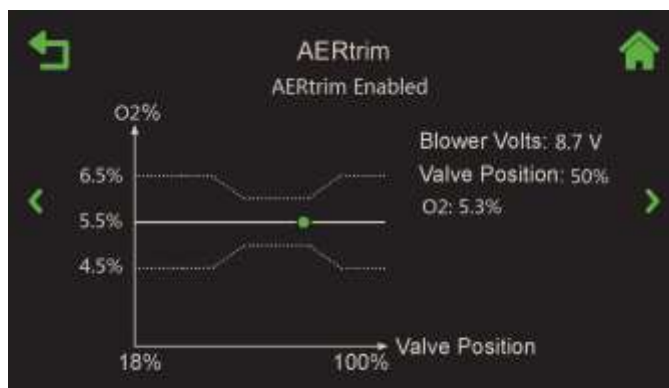 AERtrim
AERtrim Enabled
O2%
6.5%
5.5%
4.5%
18%
100%
Valve Position
Blower Volts: 8.7 V
Valve Position: 50%
O2: 5.3%